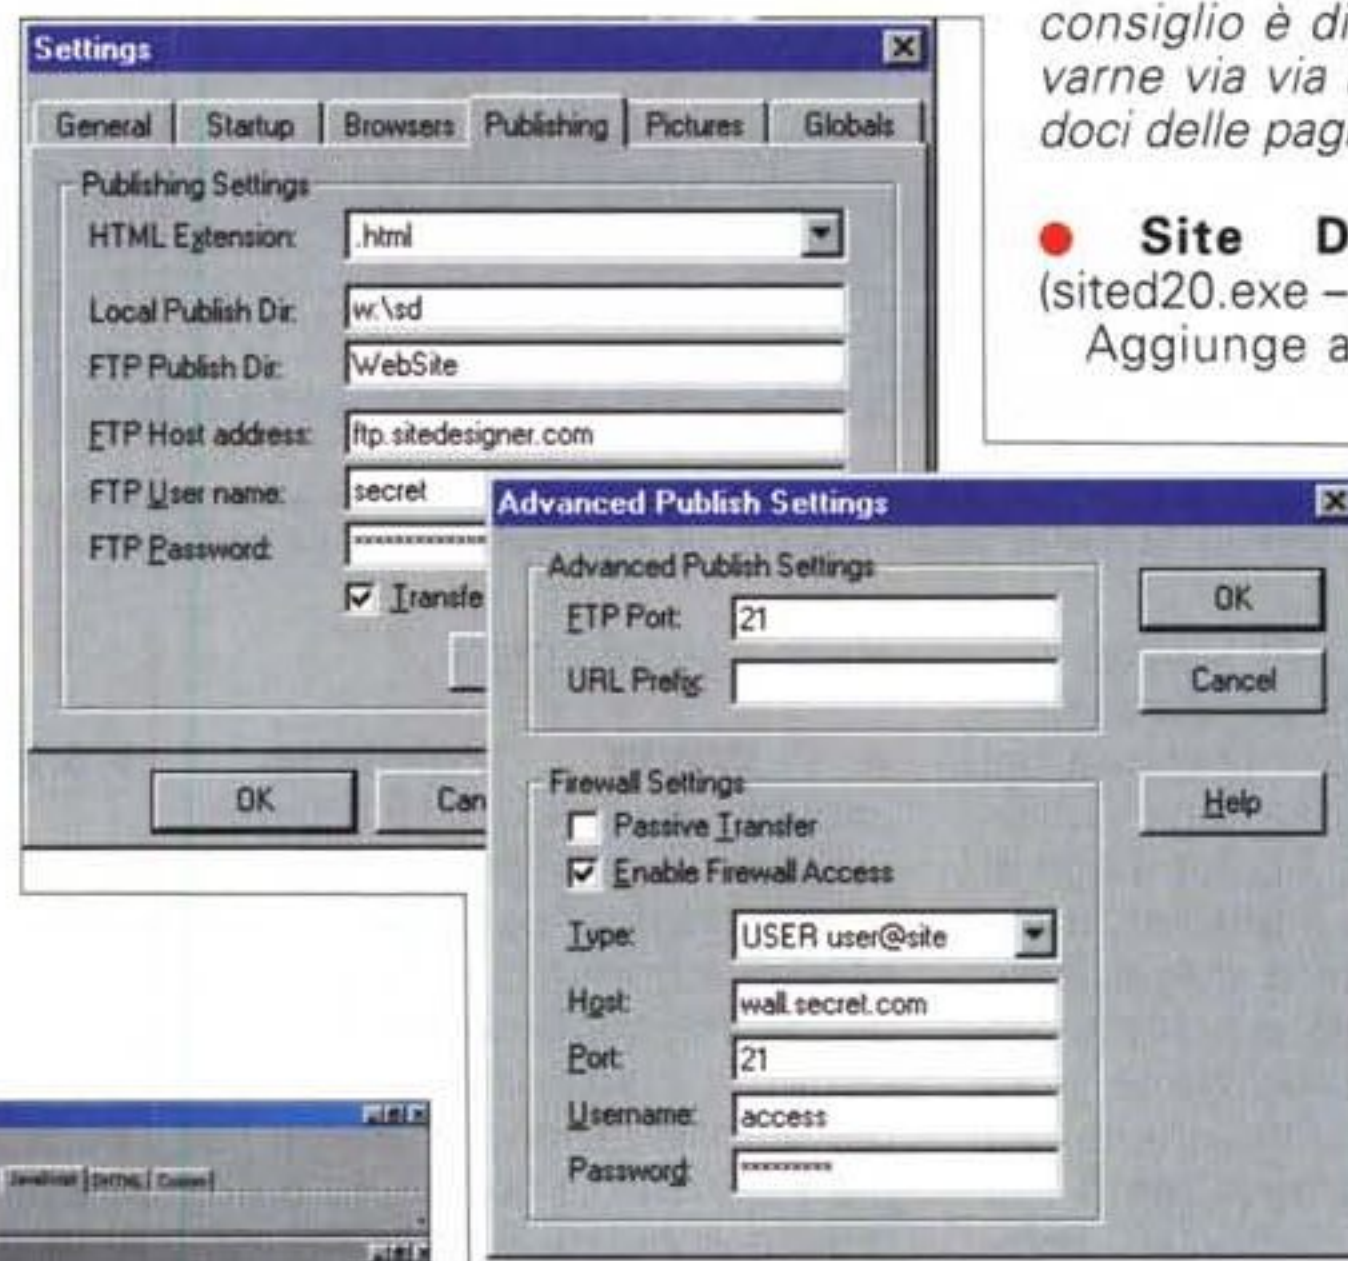 Settings
General Startup Browsers Publishing Pictures Globals
Publishing Settings
HTML Extension: .html
Local Publish Dir: w:\sd
FTP Publish Dir: WebSite
FTP Host address: ftp.sitedesigner.com
FTP User name: secret
FTP Password: **************
Transfe
OK Can
Advanced Publish Settings
Advanced Publish Settings
FTP Port: 21
URL Prefix:
OK
Cancel
Help
Firewall Settings
Passive Transfer
Enable Firewall Access
Type: USER user@site
Host: wall.secret.com
Port: 21
Username: access
Password: *********
JavaScript DHTML Custom
consiglio è di
varne via via
doci delle pag
● Site D
(sited20.exe –
Aggiunge a